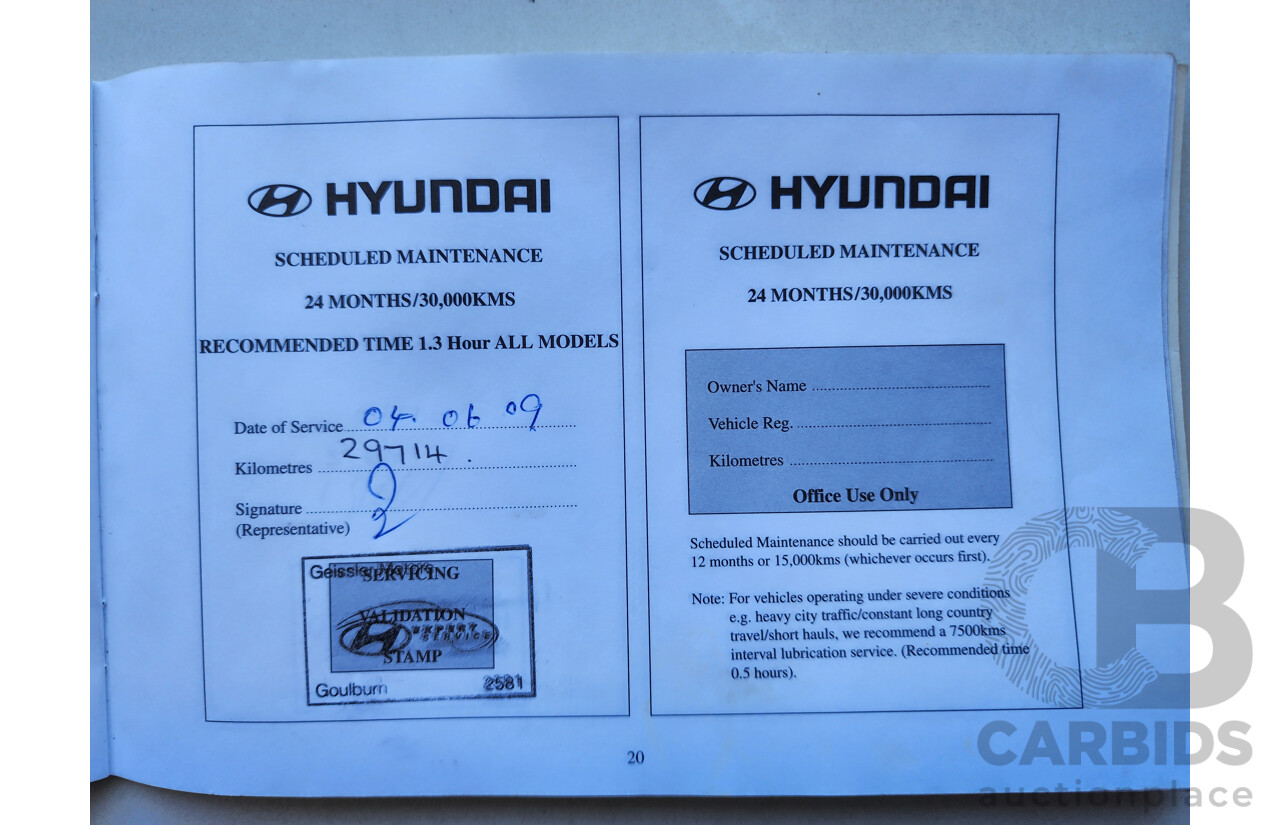 HYUNDAI
SCHEDULED MAINTENANCE
24 MONTHS/30,000KMS
RECOMMENDED TIME 1.3 Hour ALL MODELS
Date of Service 04. 06 09
Kilometres 29714.
Signature
(Representative)
Geissler Motors
SERVICING
VALIDATION
EXPERT
SERVICE
STAMP
Goulburn 2581
HYUNDAI
SCHEDULED MAINTENANCE
24 MONTHS/30,000KMS
Owner's Name
Vehicle Reg.
Kilometres
Office Use Only
Scheduled Maintenance should be carried out every
12 months or 15,000kms (whichever occurs first).
Note: For vehicles operating under severe conditions
e.g. heavy city traffic/constant long country
travel/short hauls, we recommend a 7500kms
interval lubrication service. (Recommended time
0.5 hours).
20
CARBIDS
auctionplace